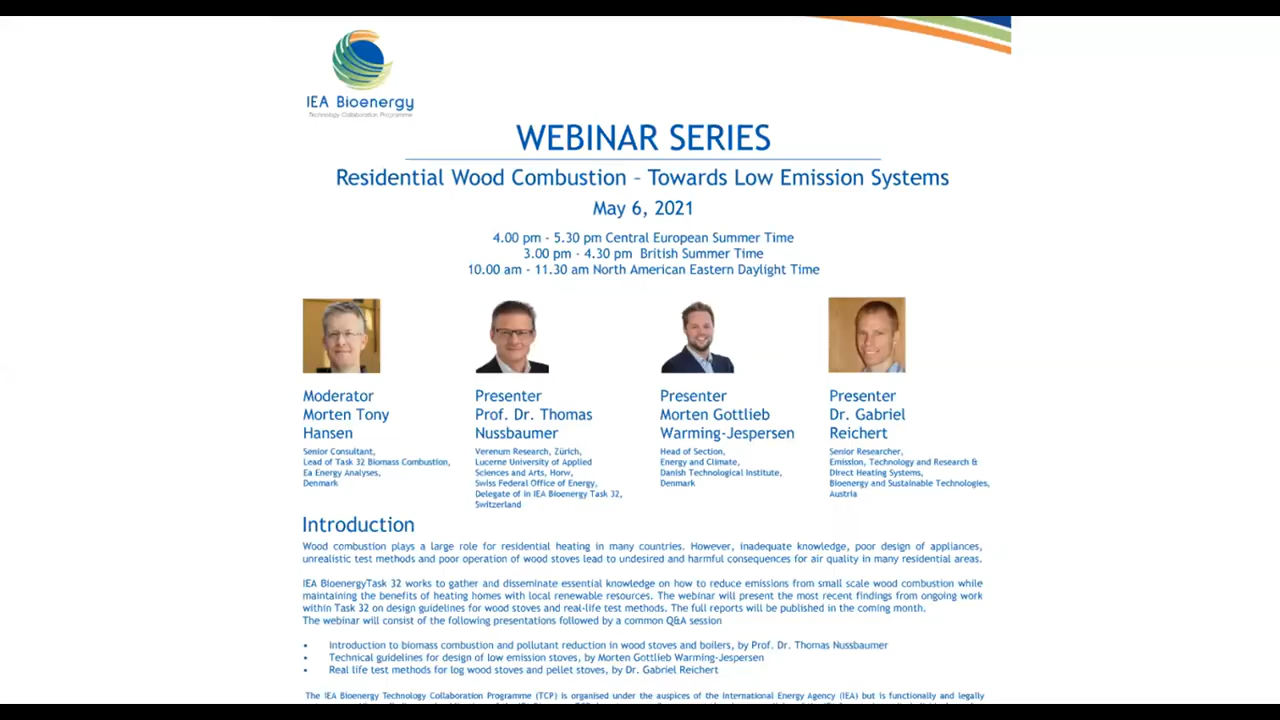 IEA Bioenergy
Technology Collaboration Programme
WEBINAR SERIES
Residential Wood Combustion – Towards Low Emission Systems
May 6, 2021
4.00 pm - 5.30 pm Central European Summer Time
3.00 pm - 4.30 pm British Summer Time
10.00 am - 11.30 am North American Eastern Daylight Time
Moderator
Morten Tony
Hansen
Senior Consultant,
Lead of Task 32 Biomass Combustion,
Ea Energy Analyses,
Denmark
Presenter
Prof. Dr. Thomas
Nussbaumer
Verenum Research, Zürich,
Lucerne University of Applied
Sciences and Arts, Horw,
Swiss Federal Office of Energy,
Delegate of in IEA Bioenergy Task 32,
Switzerland
Presenter
Morten Gottlieb
Warming-Jespersen
Head of Section,
Energy and Climate,
Danish Technological Institute,
Denmark
Presenter
Dr. Gabriel
Reichert
Senior Researcher,
Emission, Technology and Research &
Direct Heating Systems,
Bioenergy and Sustainable Technologies,
Austria
Introduction
Wood combustion plays a large role for residential heating in many countries. However, inadequate knowledge, poor design of appliances,
unrealistic test methods and poor operation of wood stoves lead to undesired and harmful consequences for air quality in many residential areas.
IEA BioenergyTask 32 works to gather and disseminate essential knowledge on how to reduce emissions from small scale wood combustion while
maintaining the benefits of heating homes with local renewable resources. The webinar will present the most recent findings from ongoing work
within Task 32 on design guidelines for wood stoves and real-life test methods. The full reports will be published in the coming month.
The webinar will consist of the following presentations followed by a common Q&A session
• Introduction to biomass combustion and pollutant reduction in wood stoves and boilers, by Prof. Dr. Thomas Nussbaumer
• Technical guidelines for design of low emission stoves, by Morten Gottlieb Warming-Jespersen
• Real life test methods for log wood stoves and pellet stoves, by Dr. Gabriel Reichert
The IEA Bioenergy Technology Collaboration Programme (TCP) is organised under the auspices of the International Energy Agency (IEA) but is functionally and legally